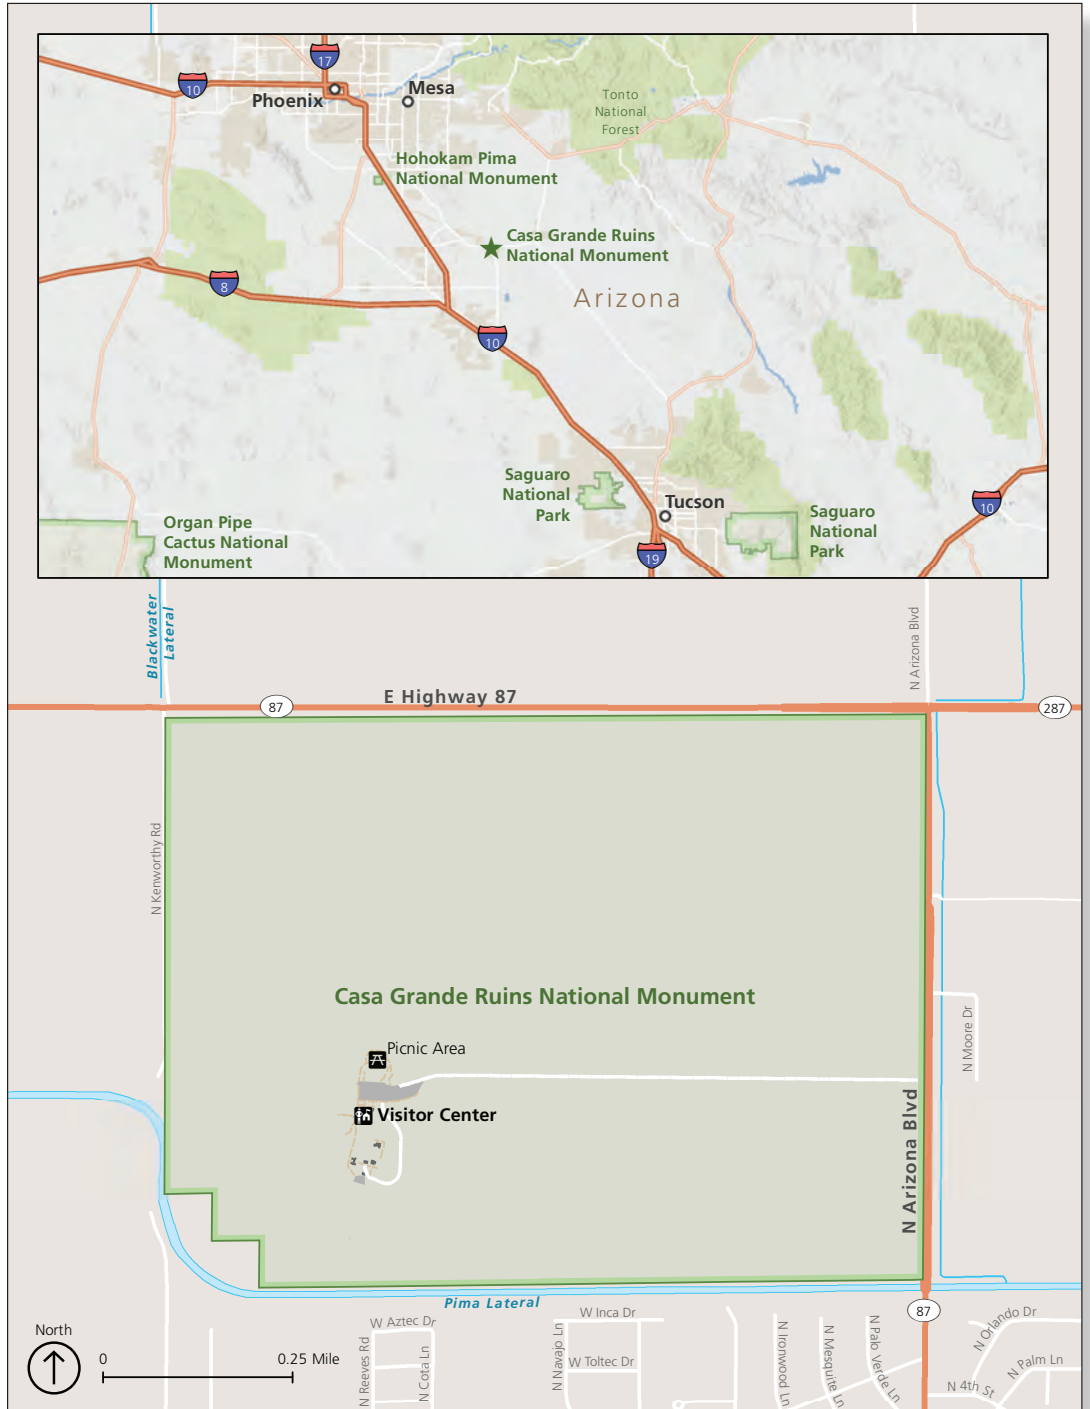 17
10
Phoenix
Mesa
Tonto
National
Forest
Hohokam Pima
National Monument
Casa Grande Ruins
National Monument
8
Arizona
10
Saguaro
National
Park
Tucson
Saguaro
National
Park
10
19
Organ Pipe
Cactus National
Monument
Blackwater
Lateral
N Arizona Blvd
E Highway 87
87
287
N Kenworthy Rd
Casa Grande Ruins National Monument
Picnic Area
Visitor Center
N Moore Dr
N Arizona Blvd
Pima Lateral
87
North
0
0.25 Mile
W Aztec Dr
N Reeves Rd
N Cota Ln
W Inca Dr
N Navajo Ln
W Toltec Dr
N Ironwood Ln
N Mesquite Ln
N Palo Verde Ln
N Orlando Dr
N Palm Ln
N 4th St